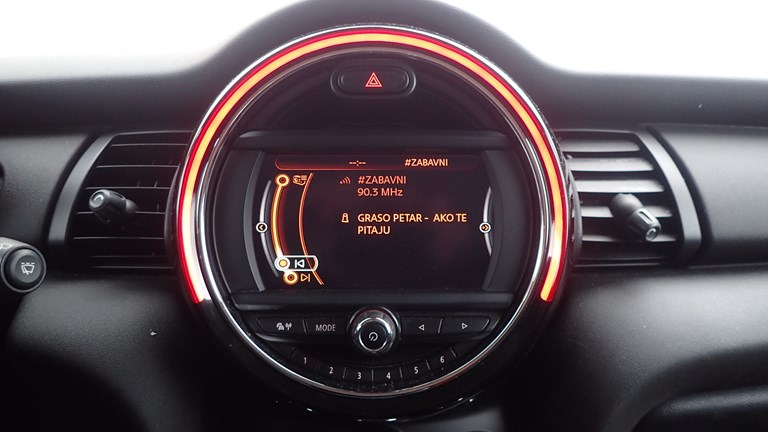 --:-- #ZABAVNI
#ZABAVNI
90.3 MHz
GRASO PETAR - AKO TE
PITAJU
MODE
1 2 3 4 5 6